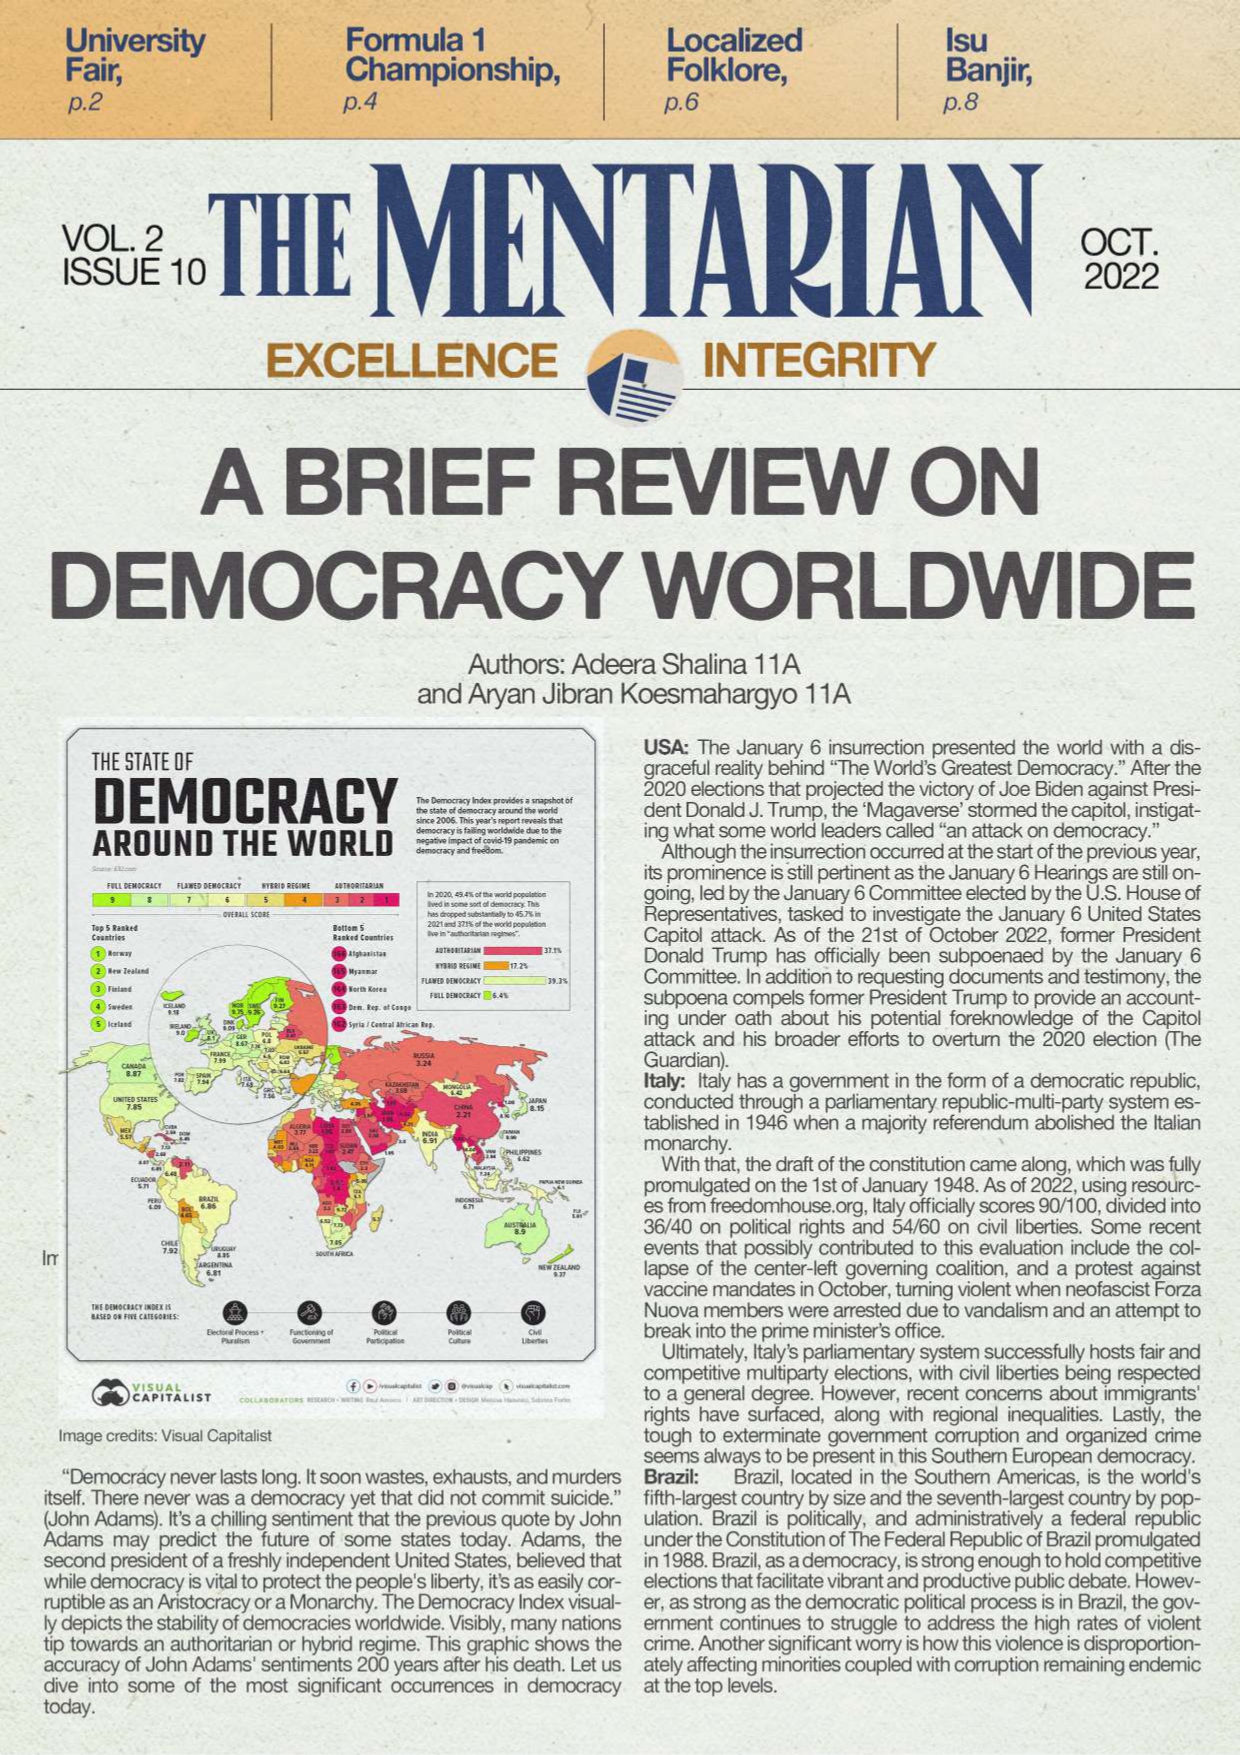 University
Fair,
p.2
Formula 1
Championship,
p.4
Localized
Folklore,
p.6
Isu
Banjir,
p.8
VOL. 2
ISSUE 10
THE MENTARIAN
OCT.
2022
EXCELLENCE
INTEGRITY
A BRIEF REVIEW ON
DEMOCRACY WORLDWIDE
Authors: Adeera Shalina 11A
and Aryan Jibran Koesmahargyo 11A
THE STATE OF
DEMOCRACY
AROUND THE WORLD
The Democracy Index provides a snapshot of
the state of democracy around the world
since 2006. This year's report reveals that
democracy is failing worldwide due to the
negative impact of covid-19 pandemic on
democracy and freedom.
FULL DEMOCRACY FLAWED DEMOCRACY HYBRID REGIME AUTHORITARIAN
9 8 7 6 5 4 3 2 1
OVERALL SCORE
In 2020, 49.4% of the world population
lived in some sort of democracy. This
has dropped substantially to 45.7% in
2021 and 37.1% of the world population
live in "authoritarian regimes".
AUTHORITARIAN 37.1%
HYBRID REGIME 17.2%
FLAWED DEMOCRACY 39.3%
FULL DEMOCRACY 6.4%
Top 5 Ranked
Countries
1 Norway
2 New Zealand
3 Finland
4 Sweden
5 Iceland
Bottom 5
Ranked Countries
Afghanistan
Myanmar
North Korea
Dem. Rep. of Congo
Syria / Central African Rep.
ICELAND
9.18
IRELAND
9.0
FRANCE
7.99
SPAIN
7.94
CANADA
8.87
UNITED STATES
7.85
RUSSIA
3.24
KAZAKHSTAN
3.08
MONGOLIA
6.42
CHINA
2.21
JAPAN
8.15
INDIA
6.91
PHILIPPINES
6.62
INDONESIA
6.71
PAPUA NEW GUINEA
6.1
AUSTRALIA
8.9
NEW ZEALAND
9.37
SOUTH AFRICA
ECUADOR
5.71
PERU
6.09
BRAZIL
6.86
CHILE
7.92
URUGUAY
8.85
ARGENTINA
6.81
THE DEMOCRACY INDEX IS
BASED ON FIVE CATEGORIES:
Electoral Process +
Pluralism
Functioning of
Government
Political
Participation
Political
Culture
Civil
Liberties
VISUAL
CAPITALIST
COLLABORATORS
/visualcapitalist @visualcap visualcapitalist.com
Im
Image credits: Visual Capitalist
“Democracy never lasts long. It soon wastes, exhausts, and murders
itself. There never was a democracy yet that did not commit suicide.”
(John Adams). It's a chilling sentiment that the previous quote by John
Adams may predict the future of some states today. Adams, the
second president of a freshly independent United States, believed that
while democracy is vital to protect the people's liberty, it's as easily cor-
ruptible as an Aristocracy or a Monarchy. The Democracy Index visual-
ly depicts the stability of democracies worldwide. Visibly, many nations
tip towards an authoritarian or hybrid regime. This graphic shows the
accuracy of John Adams' sentiments 200 years after his death. Let us
dive into some of the most significant occurrences in democracy
today.
USA: The January 6 insurrection presented the world with a dis-
graceful reality behind “The World's Greatest Democracy.” After the
2020 elections that projected the victory of Joe Biden against Presi-
dent Donald J. Trump, the ‘Magaverse’ stormed the capitol, instigat-
ing what some world leaders called “an attack on democracy.”
Although the insurrection occurred at the start of the previous year,
its prominence is still pertinent as the January 6 Hearings are still on-
going, led by the January 6 Committee elected by the U.S. House of
Representatives, tasked to investigate the January 6 United States
Capitol attack. As of the 21st of October 2022, former President
Donald Trump has officially been subpoenaed by the January 6
Committee. In addition to requesting documents and testimony, the
subpoena compels former President Trump to provide an account-
ing under oath about his potential foreknowledge of the Capitol
attack and his broader efforts to overturn the 2020 election (The
Guardian).
Italy: Italy has a government in the form of a democratic republic,
conducted through a parliamentary republic-multi-party system es-
tablished in 1946 when a majority referendum abolished the Italian
monarchy.
With that, the draft of the constitution came along, which was fully
promulgated on the 1st of January 1948. As of 2022, using resourc-
es from freedomhouse.org, Italy officially scores 90/100, divided into
36/40 on political rights and 54/60 on civil liberties. Some recent
events that possibly contributed to this evaluation include the col-
lapse of the center-left governing coalition, and a protest against
vaccine mandates in October, turning violent when neofascist Forza
Nuova members were arrested due to vandalism and an attempt to
break into the prime minister's office.
Ultimately, Italy's parliamentary system successfully hosts fair and
competitive multiparty elections, with civil liberties being respected
to a general degree. However, recent concerns about immigrants'
rights have surfaced, along with regional inequalities. Lastly, the
tough to exterminate government corruption and organized crime
seems always to be present in this Southern European democracy.
Brazil: Brazil, located in the Southern Americas, is the world's
fifth-largest country by size and the seventh-largest country by pop-
ulation. Brazil is politically, and administratively a federal republic
under the Constitution of The Federal Republic of Brazil promulgated
in 1988. Brazil, as a democracy, is strong enough to hold competitive
elections that facilitate vibrant and productive public debate. Howev-
er, as strong as the democratic political process is in Brazil, the gov-
ernment continues to struggle to address the high rates of violent
crime. Another significant worry is how this violence is disproportion-
ately affecting minorities coupled with corruption remaining endemic
at the top levels.